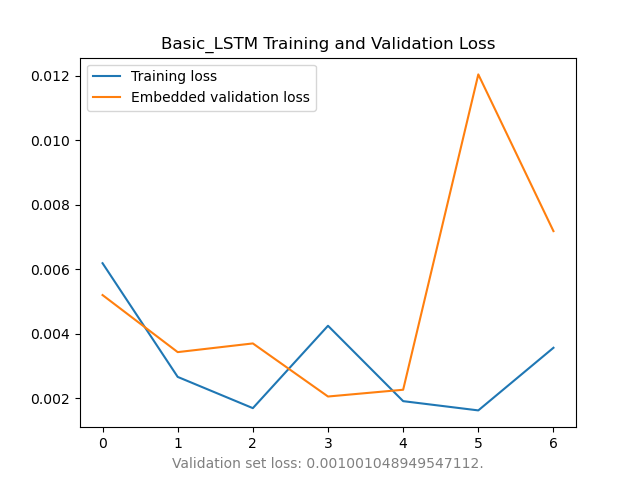 Basic_LSTM Training and Validation Loss
Training loss
Embedded validation loss
0.012
0.010
0.008
0.006
0.004
0.002
0 1 2 3 4 5 6
Validation set loss: 0.001001048949547112.